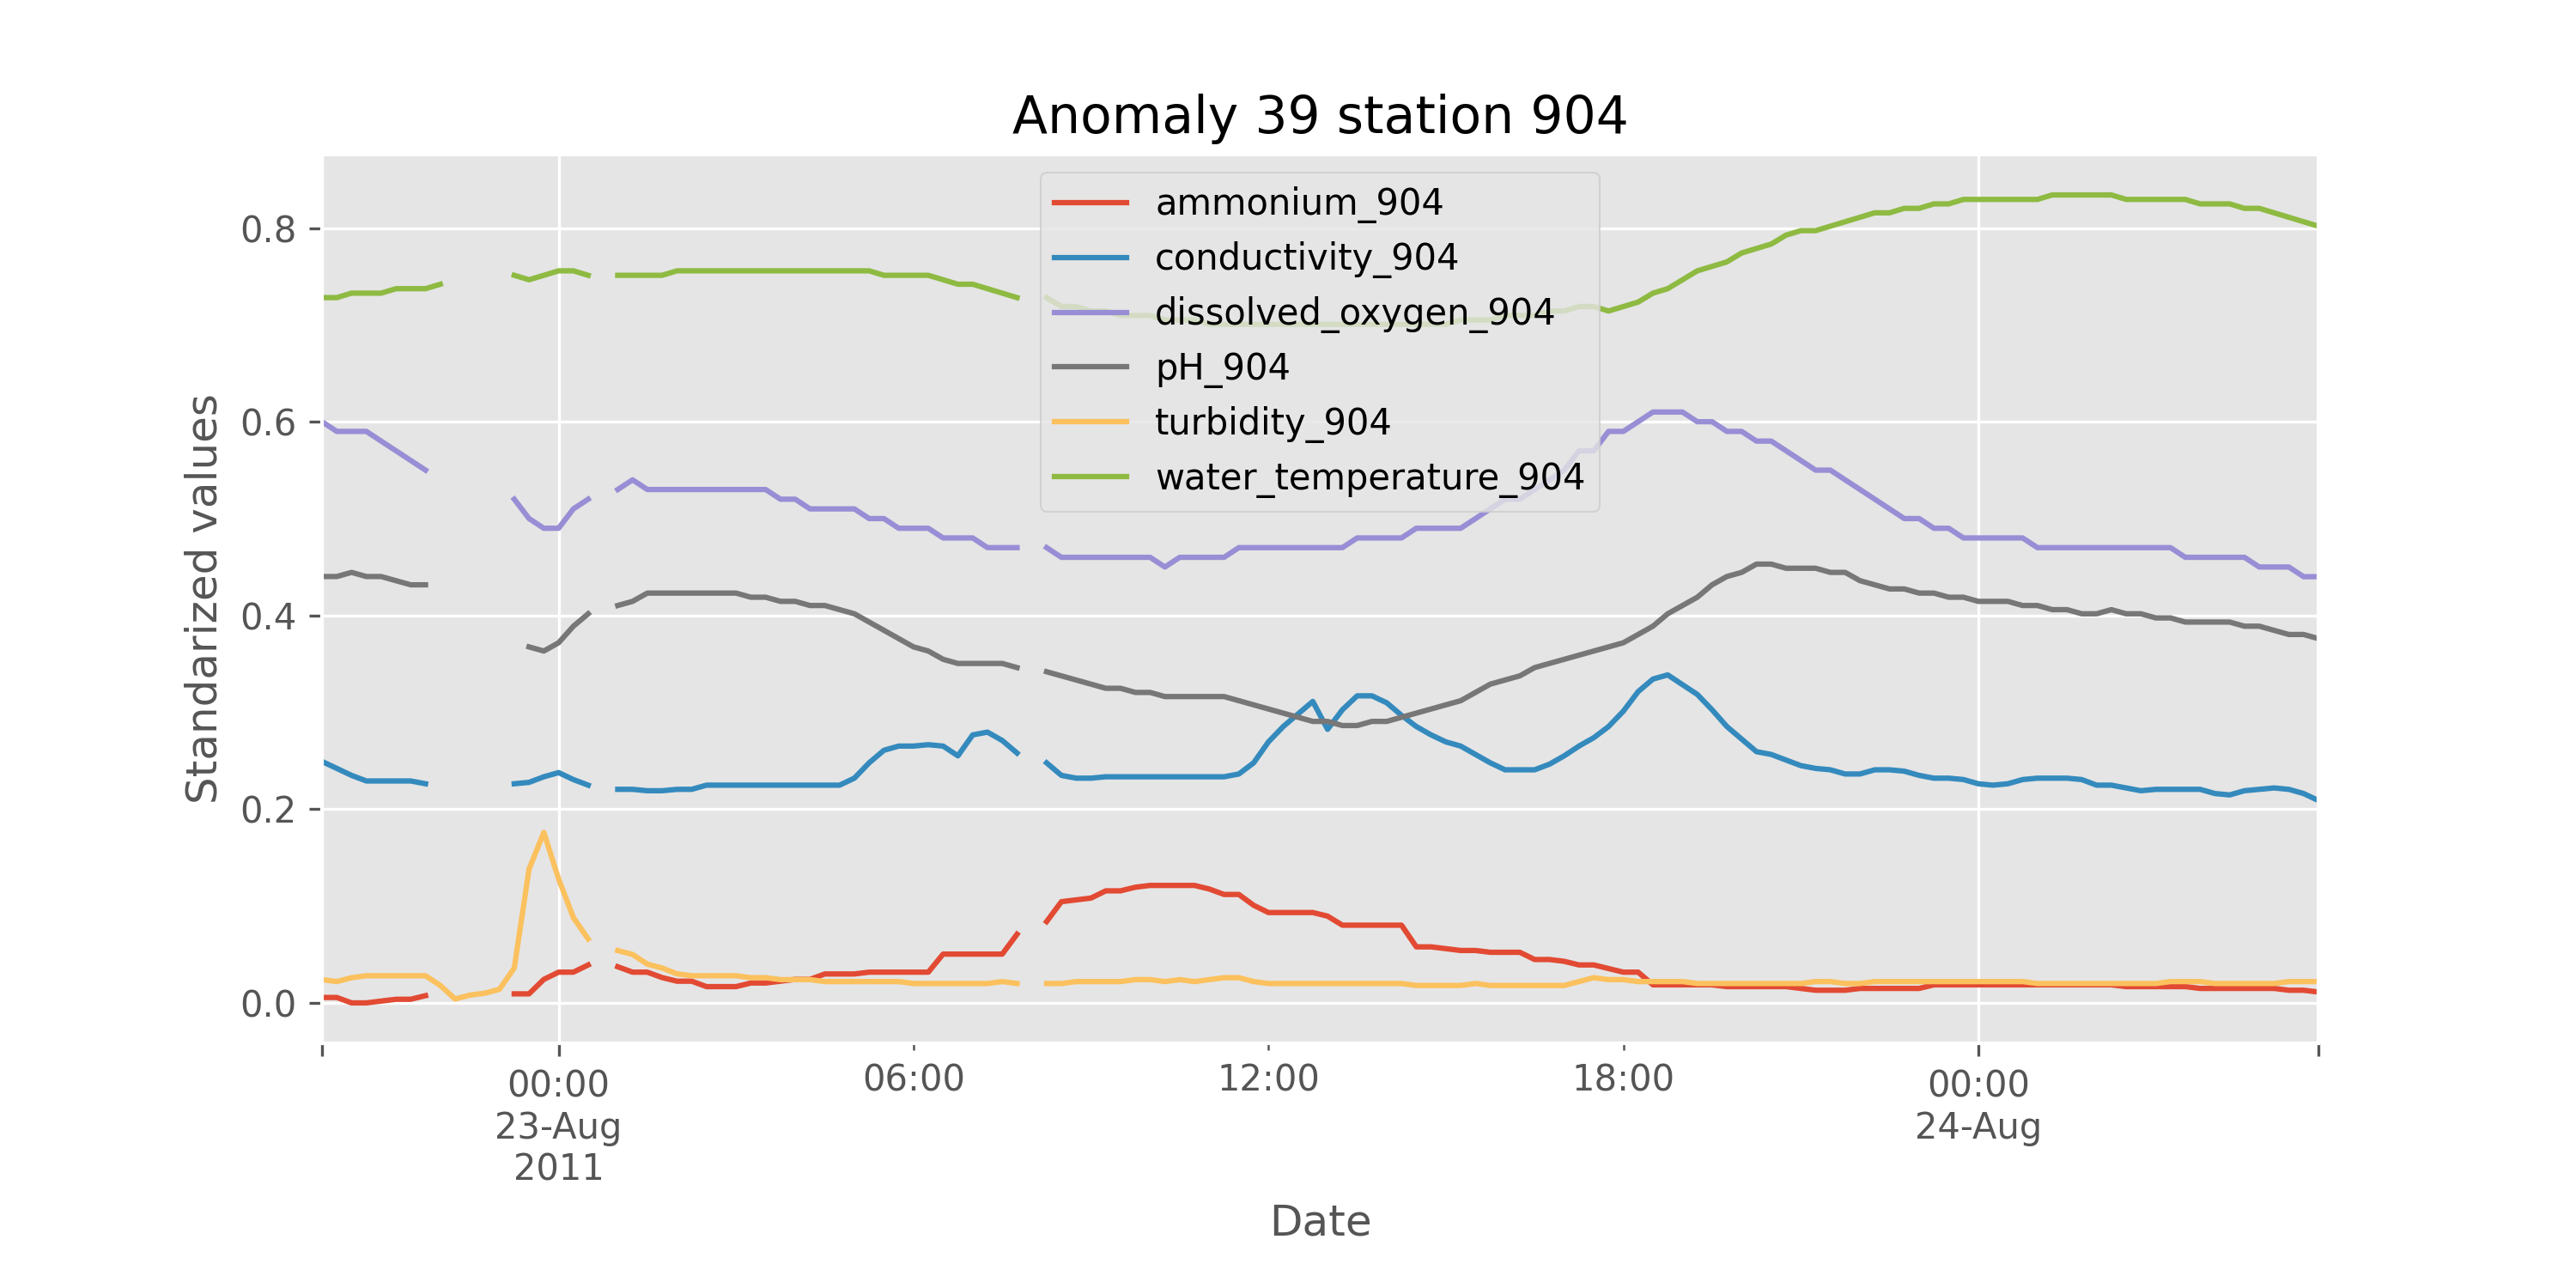 Anomaly 39 station 904
ammonium_904
conductivity_904
dissolved_oxygen_904
pH_904
turbidity_904
water_temperature_904
Standarized values
0.8
0.6
0.4
0.2
0.0
00:00
23-Aug
2011
06:00
12:00
18:00
00:00
24-Aug
Date